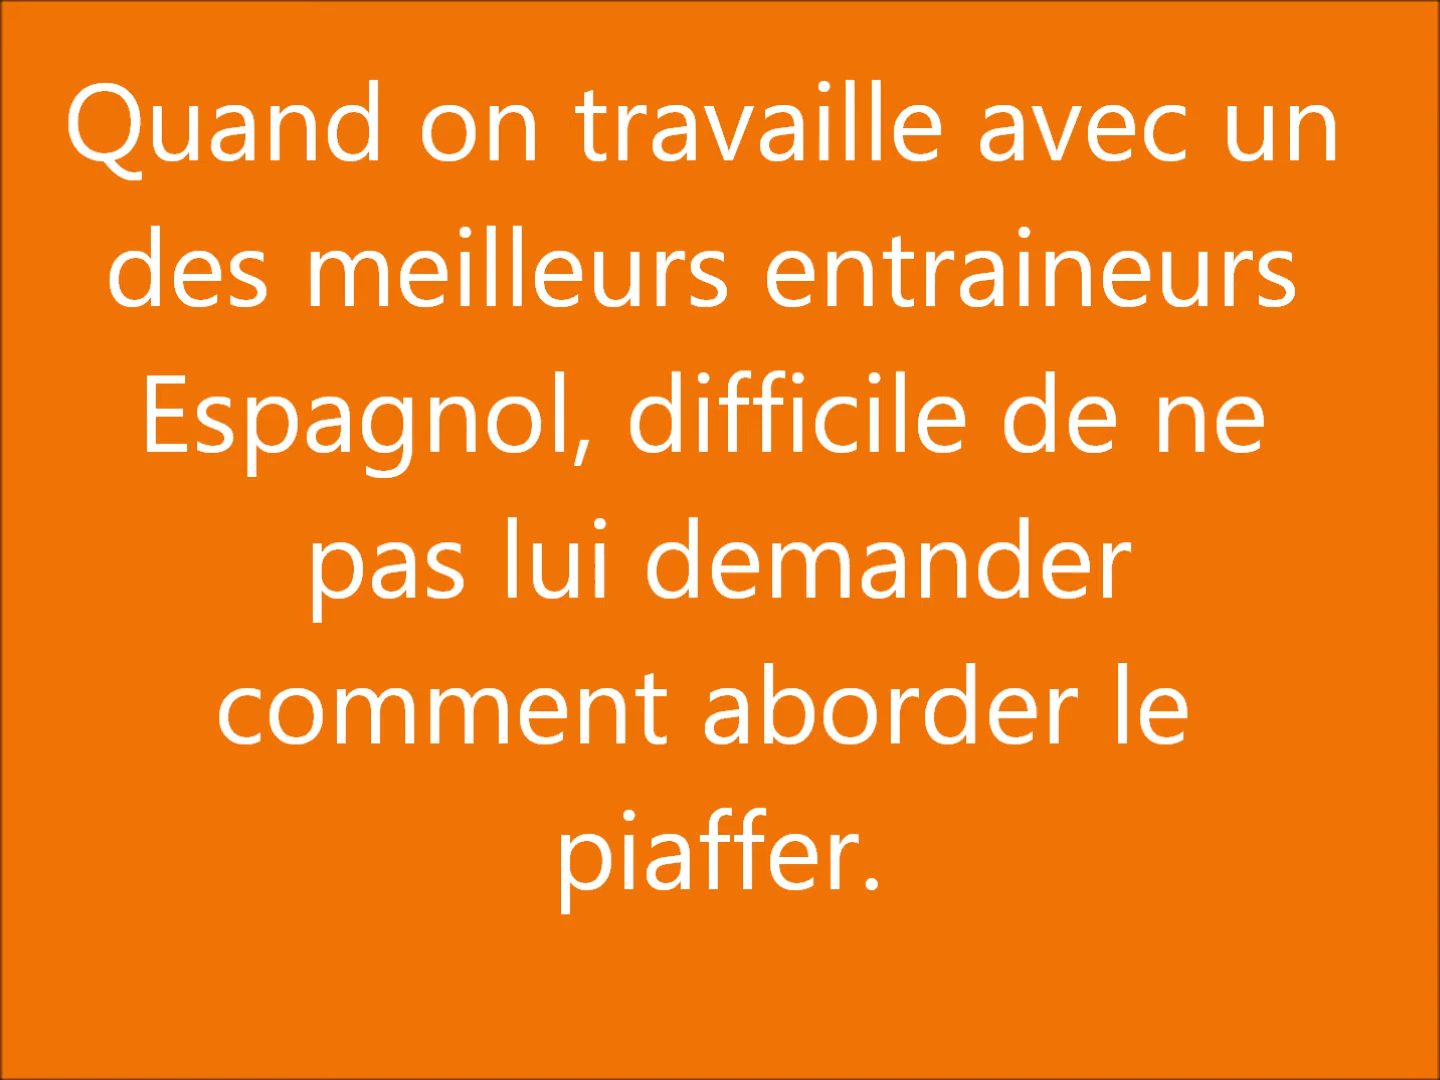 Quand on travaille avec un
des meilleurs entraineurs
Espagnol, difficile de ne
pas lui demander
comment aborder le
piaffer.